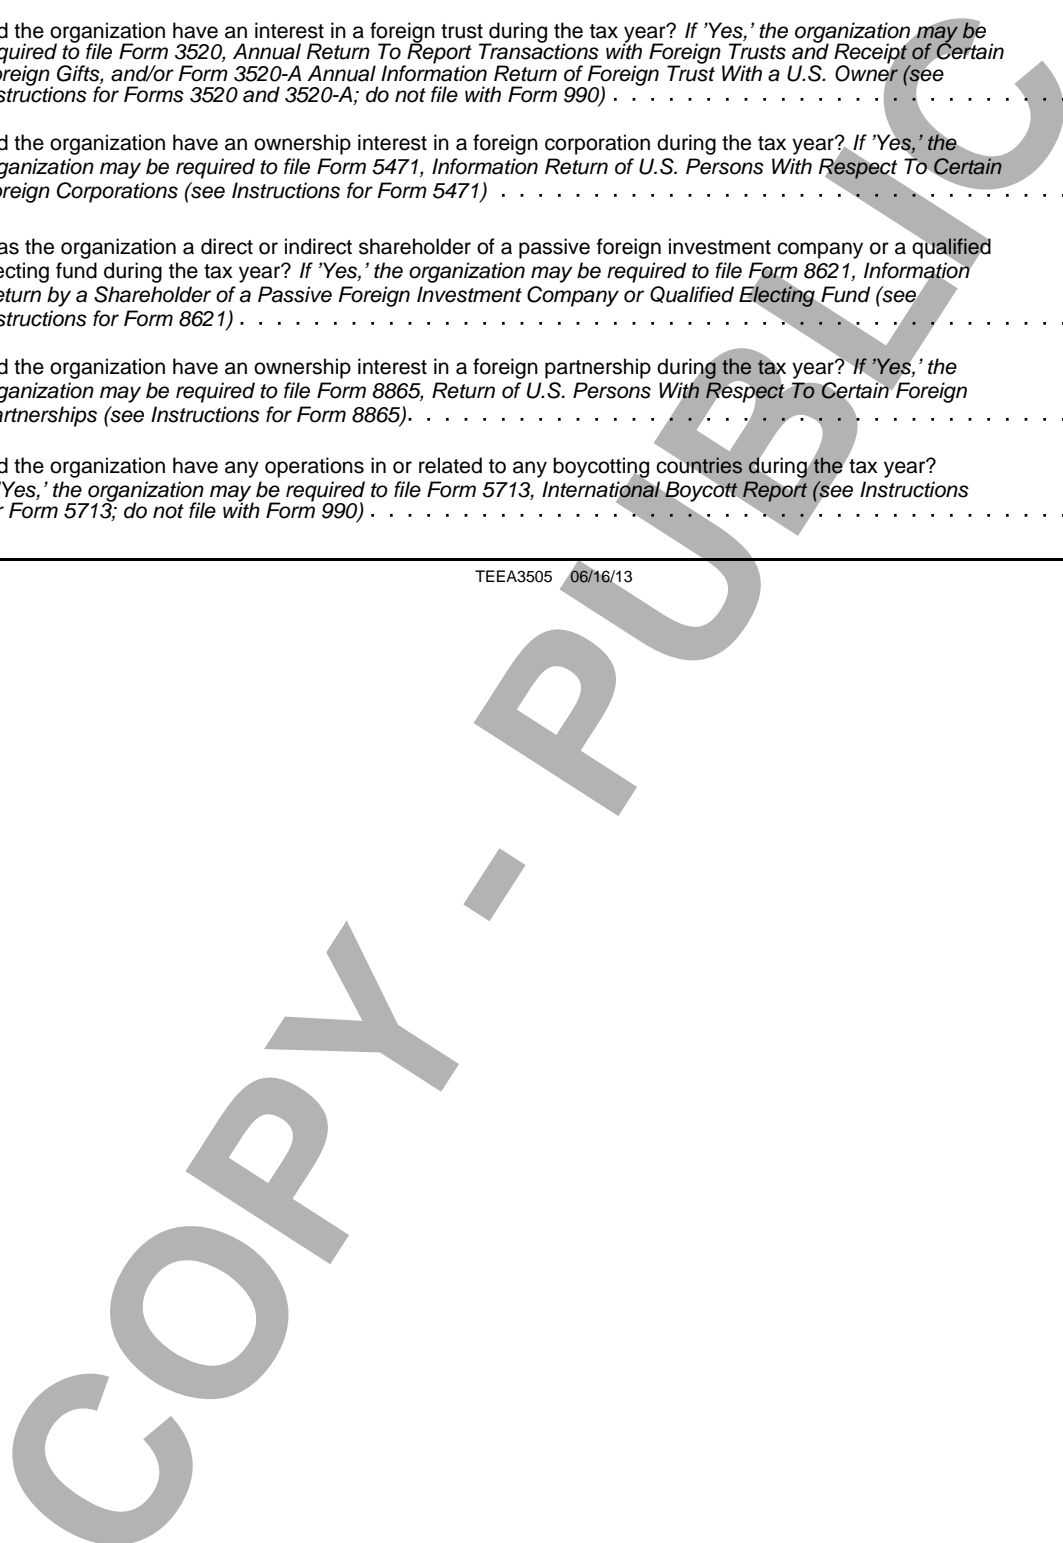 d the organization have an interest in a foreign trust during the tax year? If 'Yes,' the organization may be
quired to file Form 3520, Annual Return To Report Transactions with Foreign Trusts and Receipt of Certain
reign Gifts, and/or Form 3520-A Annual Information Return of Foreign Trust With a U.S. Owner (see
structions for Forms 3520 and 3520-A; do not file with Form 990)
d the organization have an ownership interest in a foreign corporation during the tax year? If 'Yes,' the
ganization may be required to file Form 5471, Information Return of U.S. Persons With Respect To Certain
reign Corporations (see Instructions for Form 5471)
as the organization a direct or indirect shareholder of a passive foreign investment company or a qualified
ecting fund during the tax year? If 'Yes,' the organization may be required to file Form 8621, Information
eturn by a Shareholder of a Passive Foreign Investment Company or Qualified Electing Fund (see
structions for Form 8621)
d the organization have an ownership interest in a foreign partnership during the tax year? If 'Yes,' the
ganization may be required to file Form 8865, Return of U.S. Persons With Respect To Certain Foreign
artnerships (see Instructions for Form 8865)
d the organization have any operations in or related to any boycotting countries during the tax year?
'Yes,' the organization may be required to file Form 5713, International Boycott Report (see Instructions
r Form 5713; do not file with Form 990)
TEEA3505 06/16/13
COPY - PUBLIC